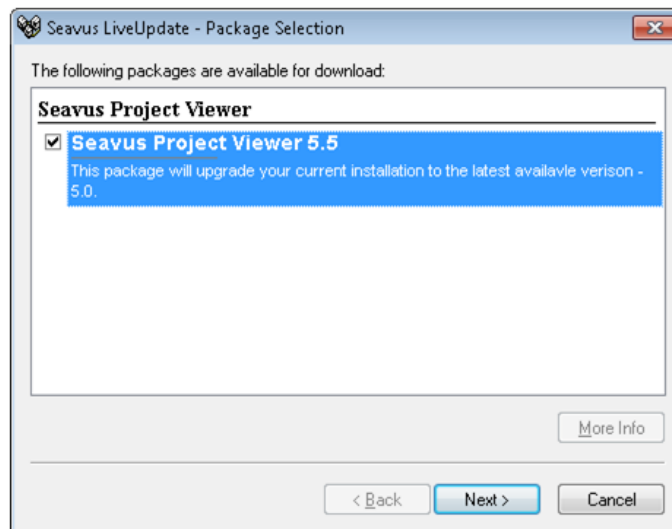 Seavus LiveUpdate - Package Selection
The following packages are available for download:
Seavus Project Viewer
Seavus Project Viewer 5.5
This package will upgrade your current installation to the latest availavle verison -
5.0.
More Info
< Back
Next >
Cancel